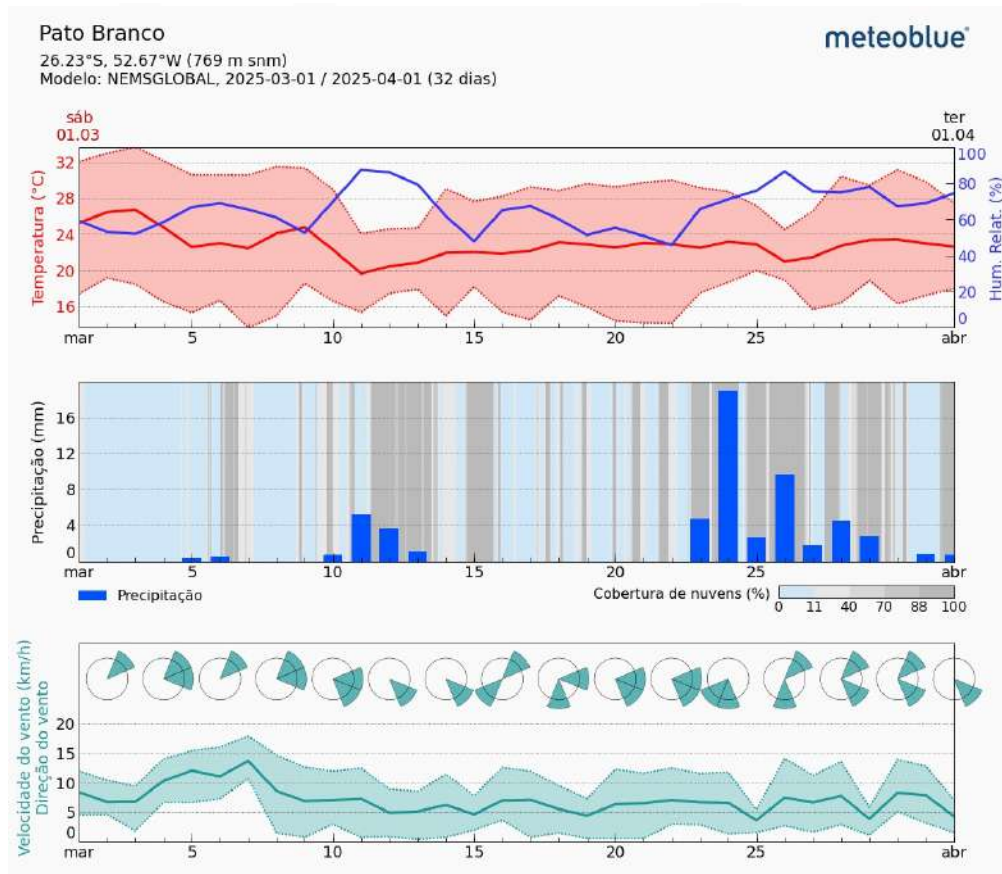 Pato Branco
meteoblue
26.23°S, 52.67°W (769 m snm)
Modelo: NEMSGLOBAL, 2025-03-01 / 2025-04-01 (32 dias)
sáb
01.03
ter
01.04
Temperatura (°C)
32
28
24
20
16
100
80
60
40
20
0
Hum. Relat. (%)
mar 5 10 15 20 25 abr
Precipitação (mm)
16
12
8
4
0
mar 5 10 15 20 25 abr
Precipitação
Cobertura de nuvens (%)
0 11 40 70 88 100
Velocidade do vento (km/h)
Direção do vento
20
15
10
5
0
mar 5 10 15 20 25 abr